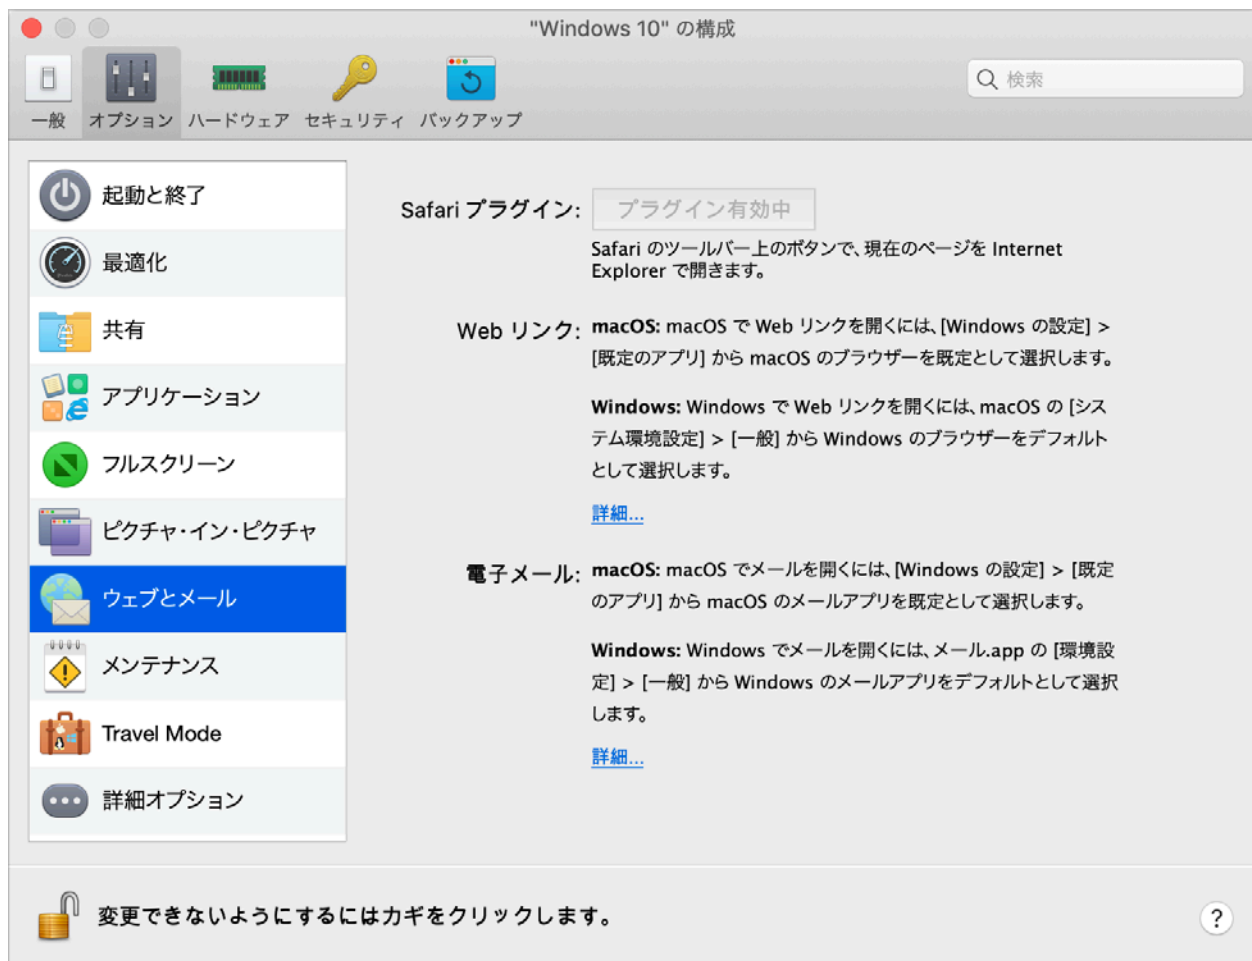 "Windows 10" の構成
検索
一般
オプション
ハードウェア
セキュリティ
バックアップ
起動と終了
最適化
共有
アプリケーション
フルスクリーン
ピクチャ・イン・ピクチャ
ウェブとメール
メンテナンス
Travel Mode
詳細オプション
Safari プラグイン:
プラグイン有効中
Safari のツールバー上のボタンで、現在のページを Internet
Explorer で開きます。
Web リンク:
macOS: macOS で Web リンクを開くには、[Windows の設定] >
[既定のアプリ] から macOS のブラウザーを既定として選択します。
Windows: Windows で Web リンクを開くには、macOS の [シス
テム環境設定] > [一般] から Windows のブラウザーをデフォルト
として選択します。
詳細...
電子メール:
macOS: macOS でメールを開くには、[Windows の設定] > [既定
のアプリ] から macOS のメールアプリを既定として選択します。
Windows: Windows でメールを開くには、メール.app の [環境設
定] > [一般] から Windows のメールアプリをデフォルトとして選択
します。
詳細...
変更できないようにするにはカギをクリックします。
?